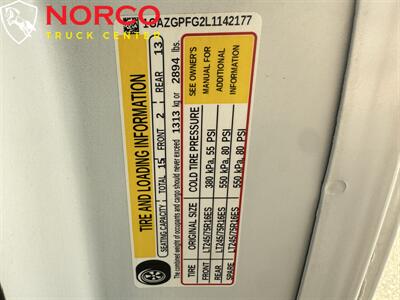 NORCO
TRUCK CENTER
1GAZGPFG2L1142177
TIRE AND LOADING INFORMATION
SEATING CAPACITY TOTAL 15 FRONT 2 REAR 13
The combined weight of occupants and cargo should never exceed 1313 kg or 2894 lbs.
TIRE ORIGINAL SIZE COLD TIRE PRESSURE
FRONT LT245/75R16ES 380 kPa, 55 PSI
REAR LT245/75R16ES 550 kPa, 80 PSI
SPARE LT245/75R16ES 550 kPa, 80 PSI
SEE OWNER'S
MANUAL FOR
ADDITIONAL
INFORMATION